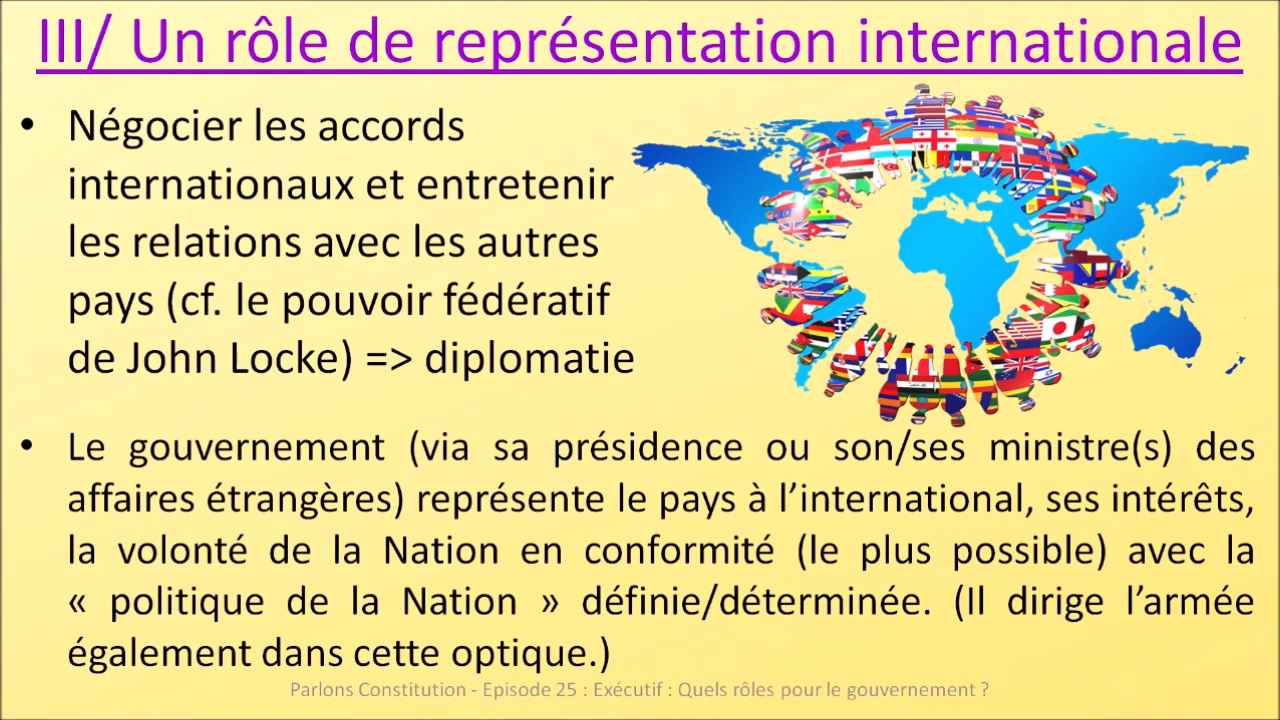 III/ Un rôle de représentation internationale
• Négocier les accords
internationaux et entretenir
les relations avec les autres
pays (cf. le pouvoir fédératif
de John Locke) => diplomatie
• Le gouvernement (via sa présidence ou son/ses ministre(s) des
affaires étrangères) représente le pays à l’international, ses intérêts,
la volonté de la Nation en conformité (le plus possible) avec la
« politique de la Nation » définie/déterminée. (Il dirige l’armée
également dans cette optique.)
Parlons Constitution - Episode 25 : Exécutif : Quels rôles pour le gouvernement ?